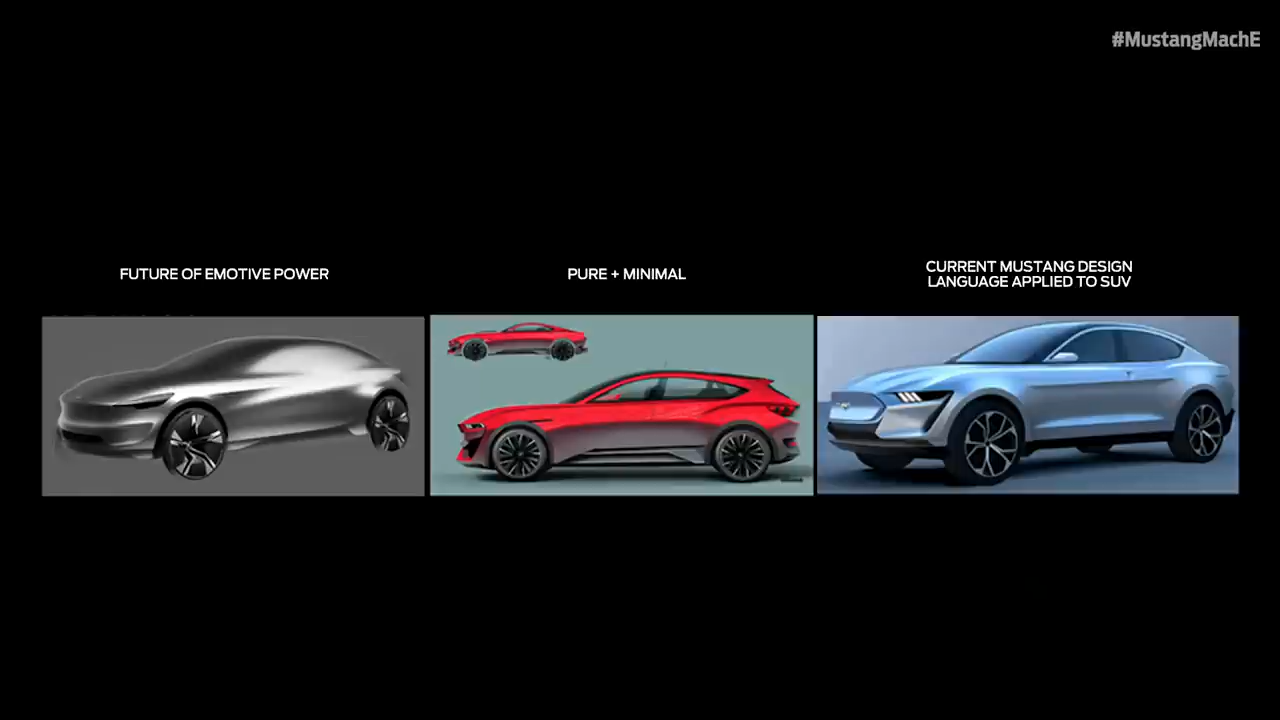 #MustangMachE
FUTURE OF EMOTIVE POWER
PURE + MINIMAL
CURRENT MUSTANG DESIGN
LANGUAGE APPLIED TO SUV